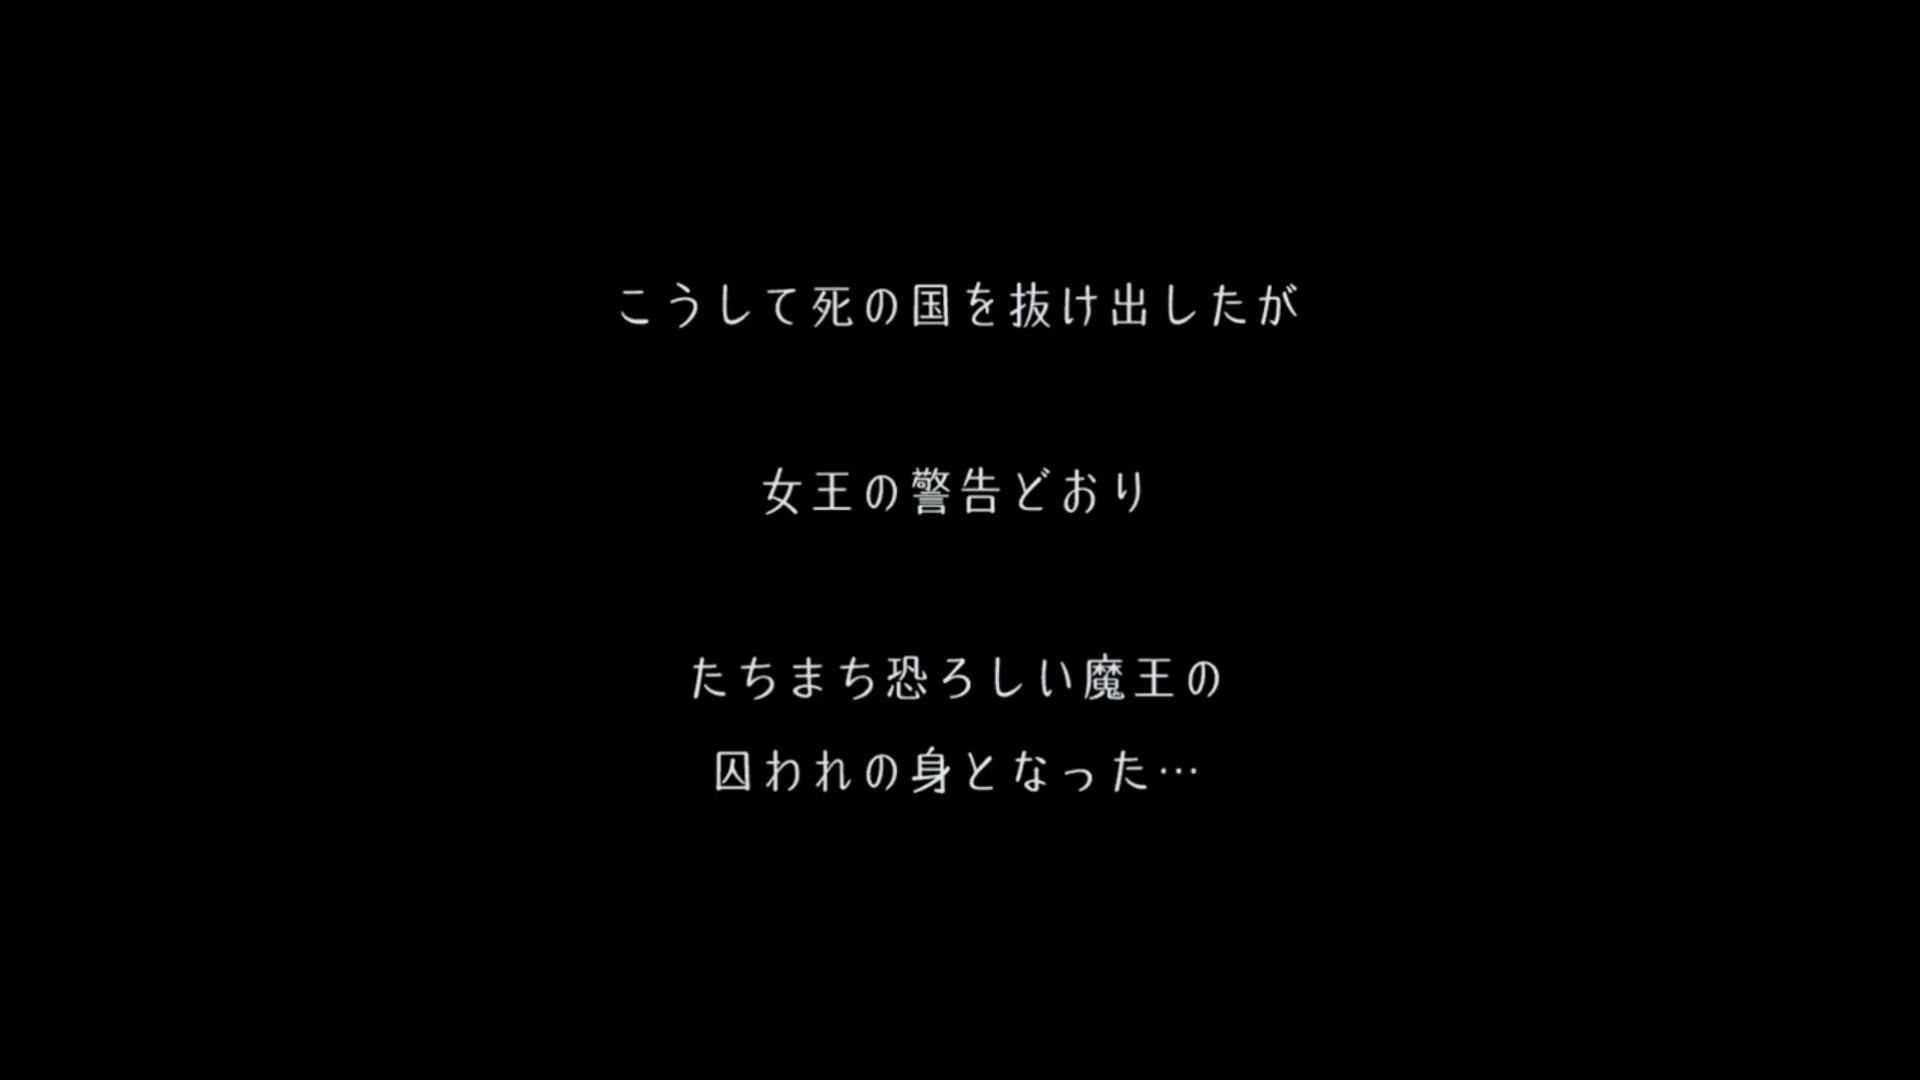 こうして死の国を抜け出したが
女王の警告どおり
たちまち恐ろしい魔王の
囚われの身となった…